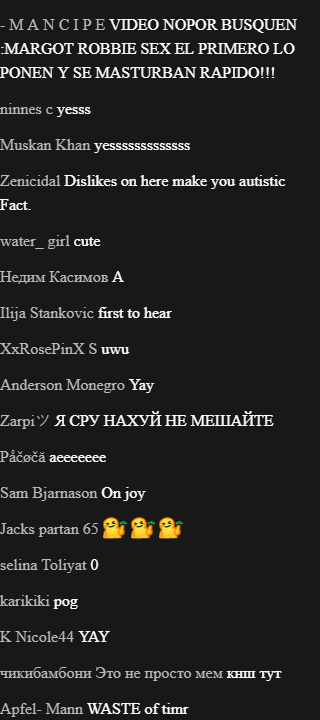 - M A N C I P E VIDEO NOPOR BUSQUEN
:MARGOT ROBBIE SEX EL PRIMERO LO
PONEN Y SE MASTURBAN RAPIDO!!!
ninnes c yesss
Muskan Khan yesssssssssssss
Zenicidal Dislikes on here make you autistic
Fact.
water_ girl cute
Недим Касимов А
Ilija Stankovic first to hear
XxRosePinX S uwu
Anderson Monegro Yay
Zarpiツ Я СРУ НАХУЙ НЕ МЕШАЙТЕ
Påčøčă aeeeeeee
Sam Bjarnason On joy
Jacks partan 65
selina Toliyat 0
karikiki pog
K Nicole44 YAY
чикибамбони Это не просто мем кнш тут
Apfel- Mann WASTE of timr